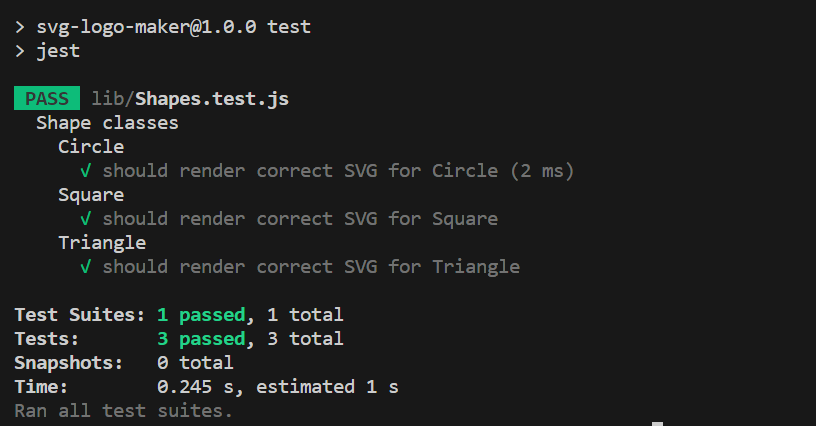 > svg-logo-maker@1.0.0 test
> jest
PASS lib/Shapes.test.js
Shape classes
Circle
√ should render correct SVG for Circle (2 ms)
Square
√ should render correct SVG for Square
Triangle
√ should render correct SVG for Triangle
Test Suites: 1 passed, 1 total
Tests: 3 passed, 3 total
Snapshots: 0 total
Time: 0.245 s, estimated 1 s
Ran all test suites.